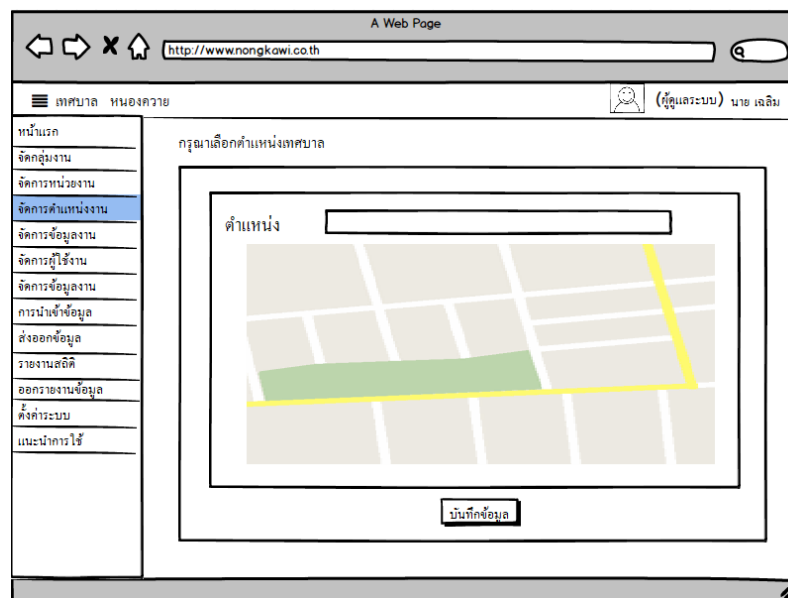 A Web Page
http://www.nongkawi.co.th
เทศบาล หนองควาย
(ผู้ดูแลระบบ) นาย เฉลิม
หน้าแรก
จัดกลุ่มงาน
จัดการหน่วยงาน
จัดการตำแหน่งงาน
จัดการข้อมูลงาน
จัดการผู้ใช้งาน
จัดการข้อมูลงาน
การนำเข้าข้อมูล
ส่งออกข้อมูล
รายงานสถิติ
ออกรายงานข้อมูล
ตั้งค่าระบบ
แนะนำการใช้
กรุณาเลือกตำแหน่งเทศบาล
ตำแหน่ง
บันทึกข้อมูล